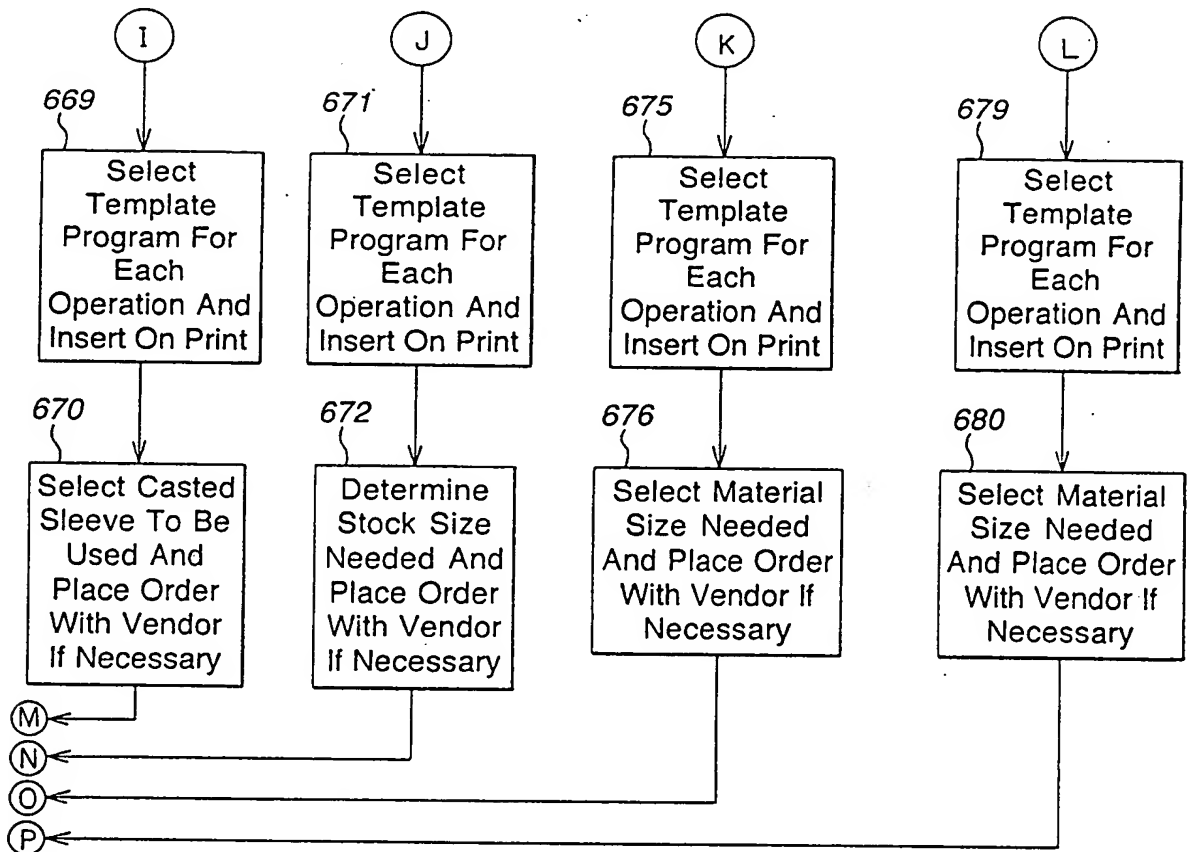 I
J
K
L
669
Select
Template
Program For
Each
Operation And
Insert On Print
671
Select
Template
Program For
Each
Operation And
Insert On Print
675
Select
Template
Program For
Each
Operation And
Insert On Print
679
Select
Template
Program For
Each
Operation And
Insert On Print
670
Select Casted
Sleeve To Be
Used And
Place Order
With Vendor
If Necessary
672
Determine
Stock Size
Needed And
Place Order
With Vendor
If Necessary
676
Select Material
Size Needed
And Place Order
With Vendor If
Necessary
680
Select Material
Size Needed
And Place Order
With Vendor If
Necessary
M
N
O
P